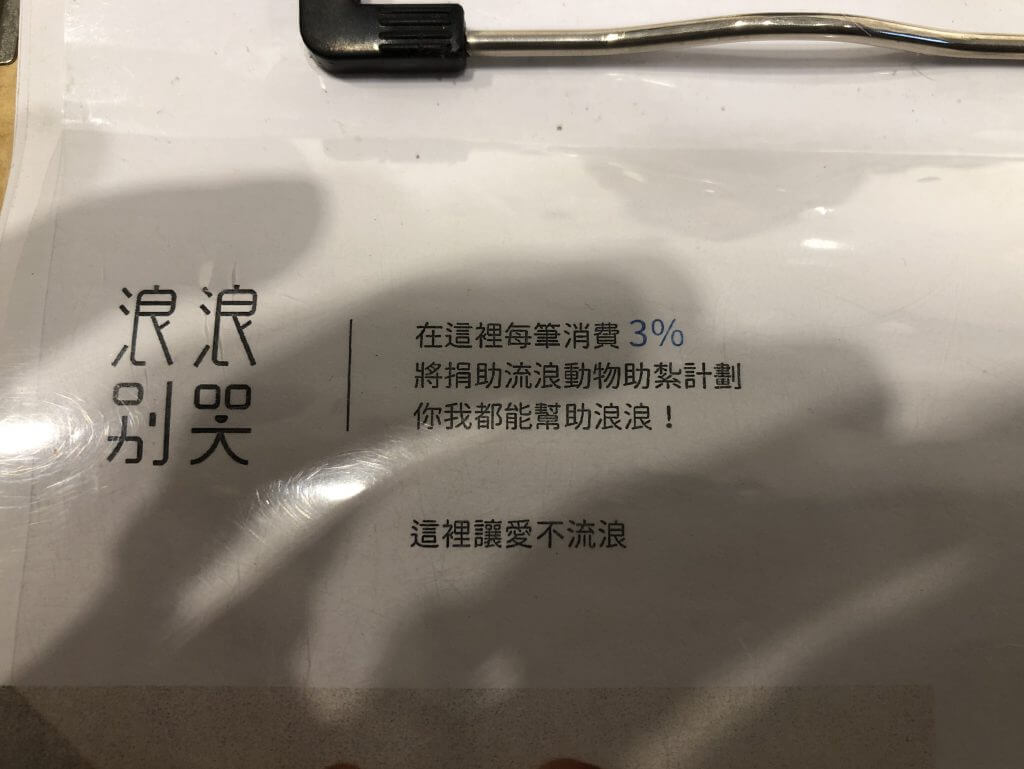 浪浪
別哭
在這裡每筆消費 3%
將捐助流浪動物助紮計劃
你我都能幫助浪浪！
這裡讓愛不流浪